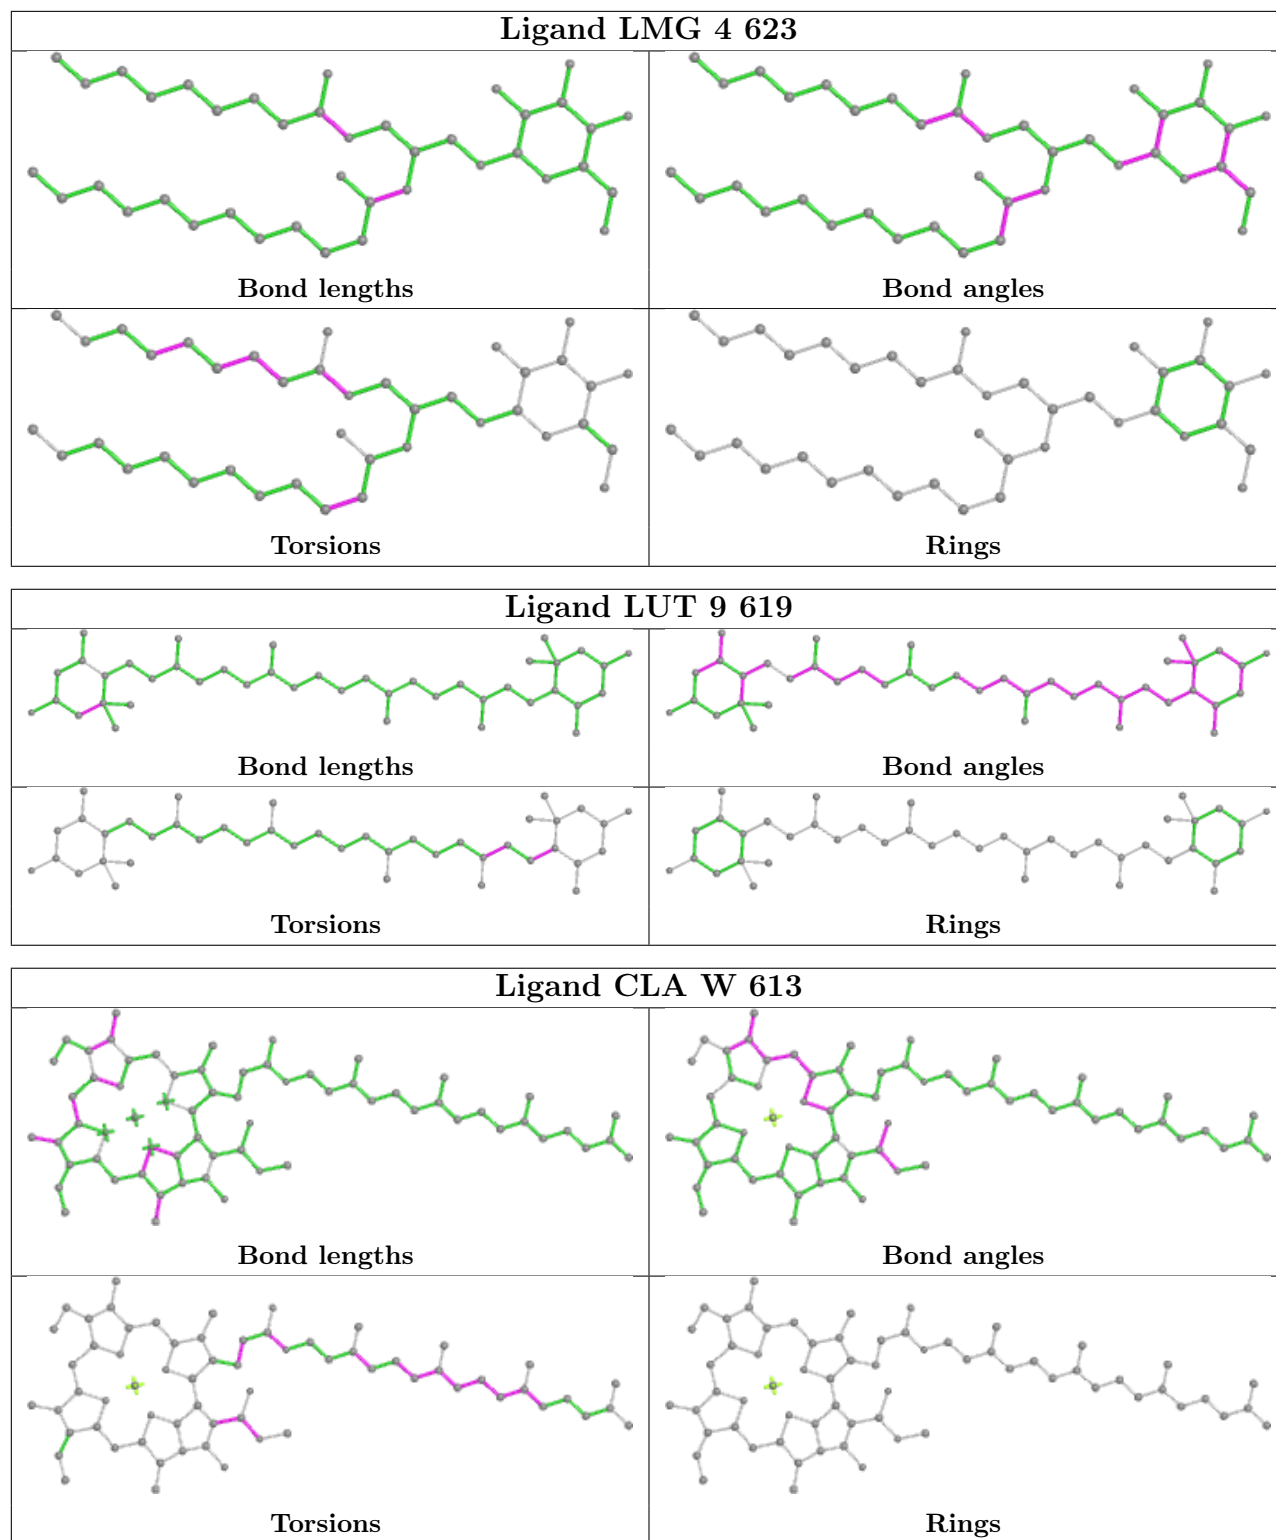 Ligand LMG 4 623
Bond lengths
Bond angles
Torsions
Rings
Ligand LUT 9 619
Bond lengths
Bond angles
Torsions
Rings
Ligand CLA W 613
Bond lengths
Bond angles
Torsions
Rings